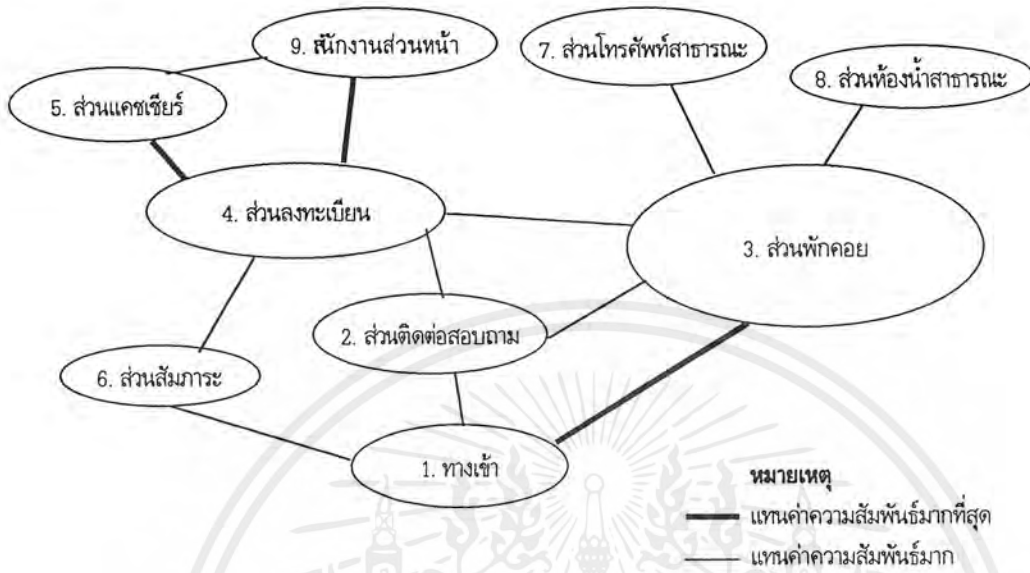 9. สนักงานส่วนหน้า
7. ส่วนโทรศัพท์สาธารณะ
8. ส่วนห้องน้ำสาธารณะ
5. ส่วนแคชเชียร์
4. ส่วนลงทะเบียน
3. ส่วนพักคอย
2. ส่วนติดต่อสอบถาม
6. ส่วนสัมภาระ
1. ทางเข้า
หมายเหตุ
แทนค่าความสัมพันธ์มากที่สุด
แทนค่าความสัมพันธ์มาก